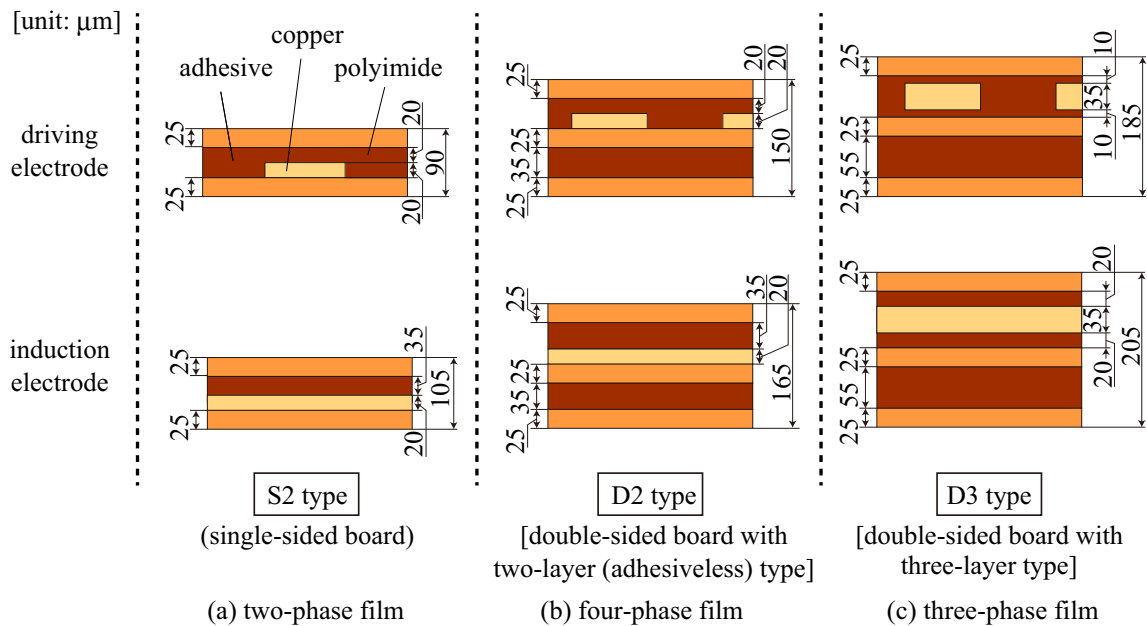 [unit: μm]
copper
adhesive
polyimide
driving
electrode
25
25
20
20
90
25
35
25
20
20
150
25
55
25
10
35
10
185
induction
electrode
25
25
35
20
105
25
25
35
25
35
20
165
25
25
55
25
20
35
20
205
S2 type
(single-sided board)
(a) two-phase film
D2 type
[double-sided board with
two-layer (adhesiveless) type]
(b) four-phase film
D3 type
[double-sided board with
three-layer type]
(c) three-phase film